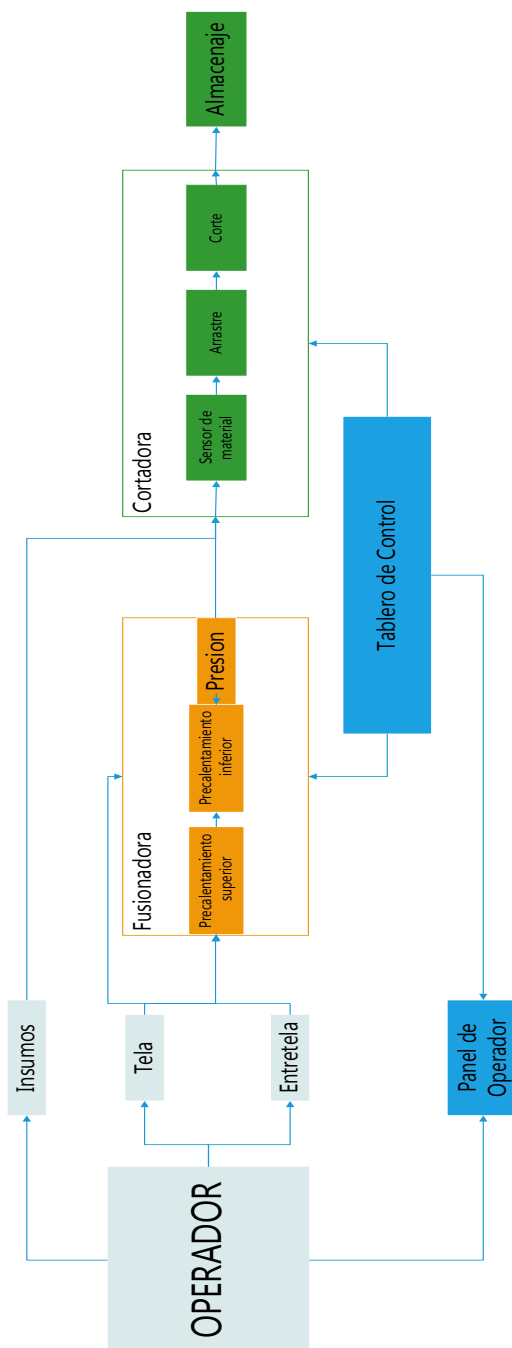 OPERADOR
Insumos
Tela
Entretela
Panel de
Operador
Fusionadora
Precalentamiento
superior
Precalentamiento
inferior
Presion
Tablero de Control
Cortadora
Sensor de
material
Arrastre
Corte
Almacenaje